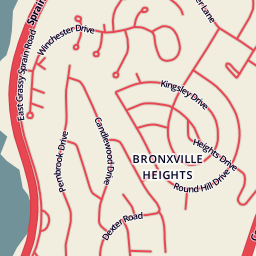 Sprain
er Lane
Winchester Drive
East Grassy Sprain Road
Kingsley Drive
Candlewood Drive
Pembrook Drive
Heights Drive
BRONXVILLE
HEIGHTS
Round Hill Drive
Dexter Road